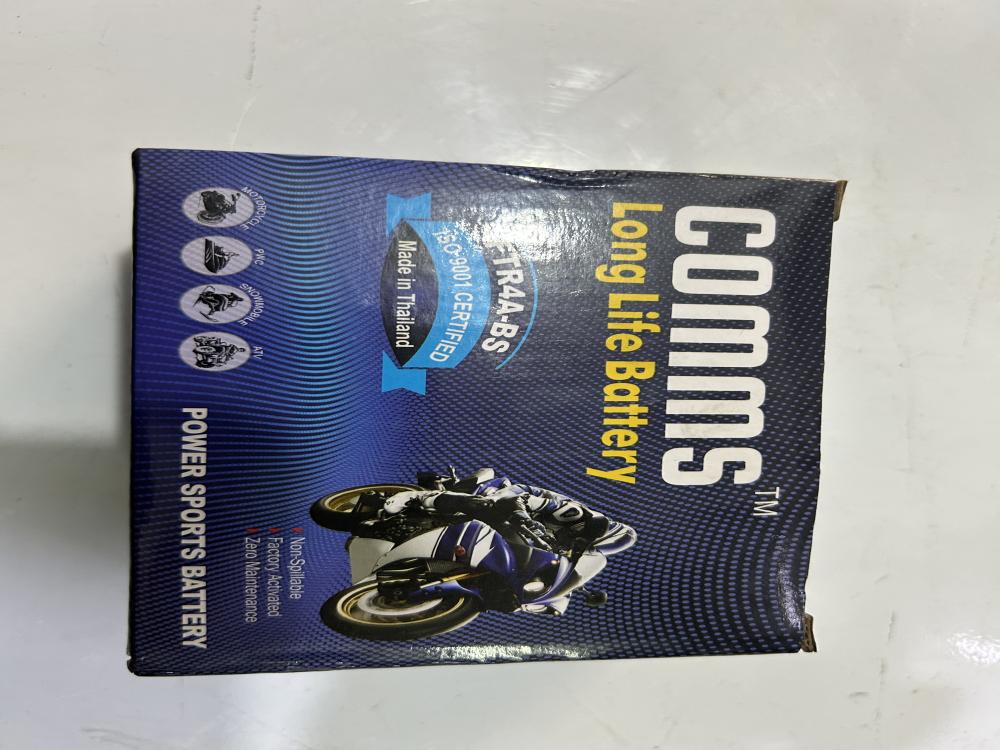 comms™
Long Life Battery
FTR4A-BS
ISO 9001 CERTIFIED
Made in Thailand
MOTORCYCLE
PWC
SNOWMOBILE
ATV
Non-Spillable
Factory Activated
Zero Maintenance
POWER SPORTS BATTERY